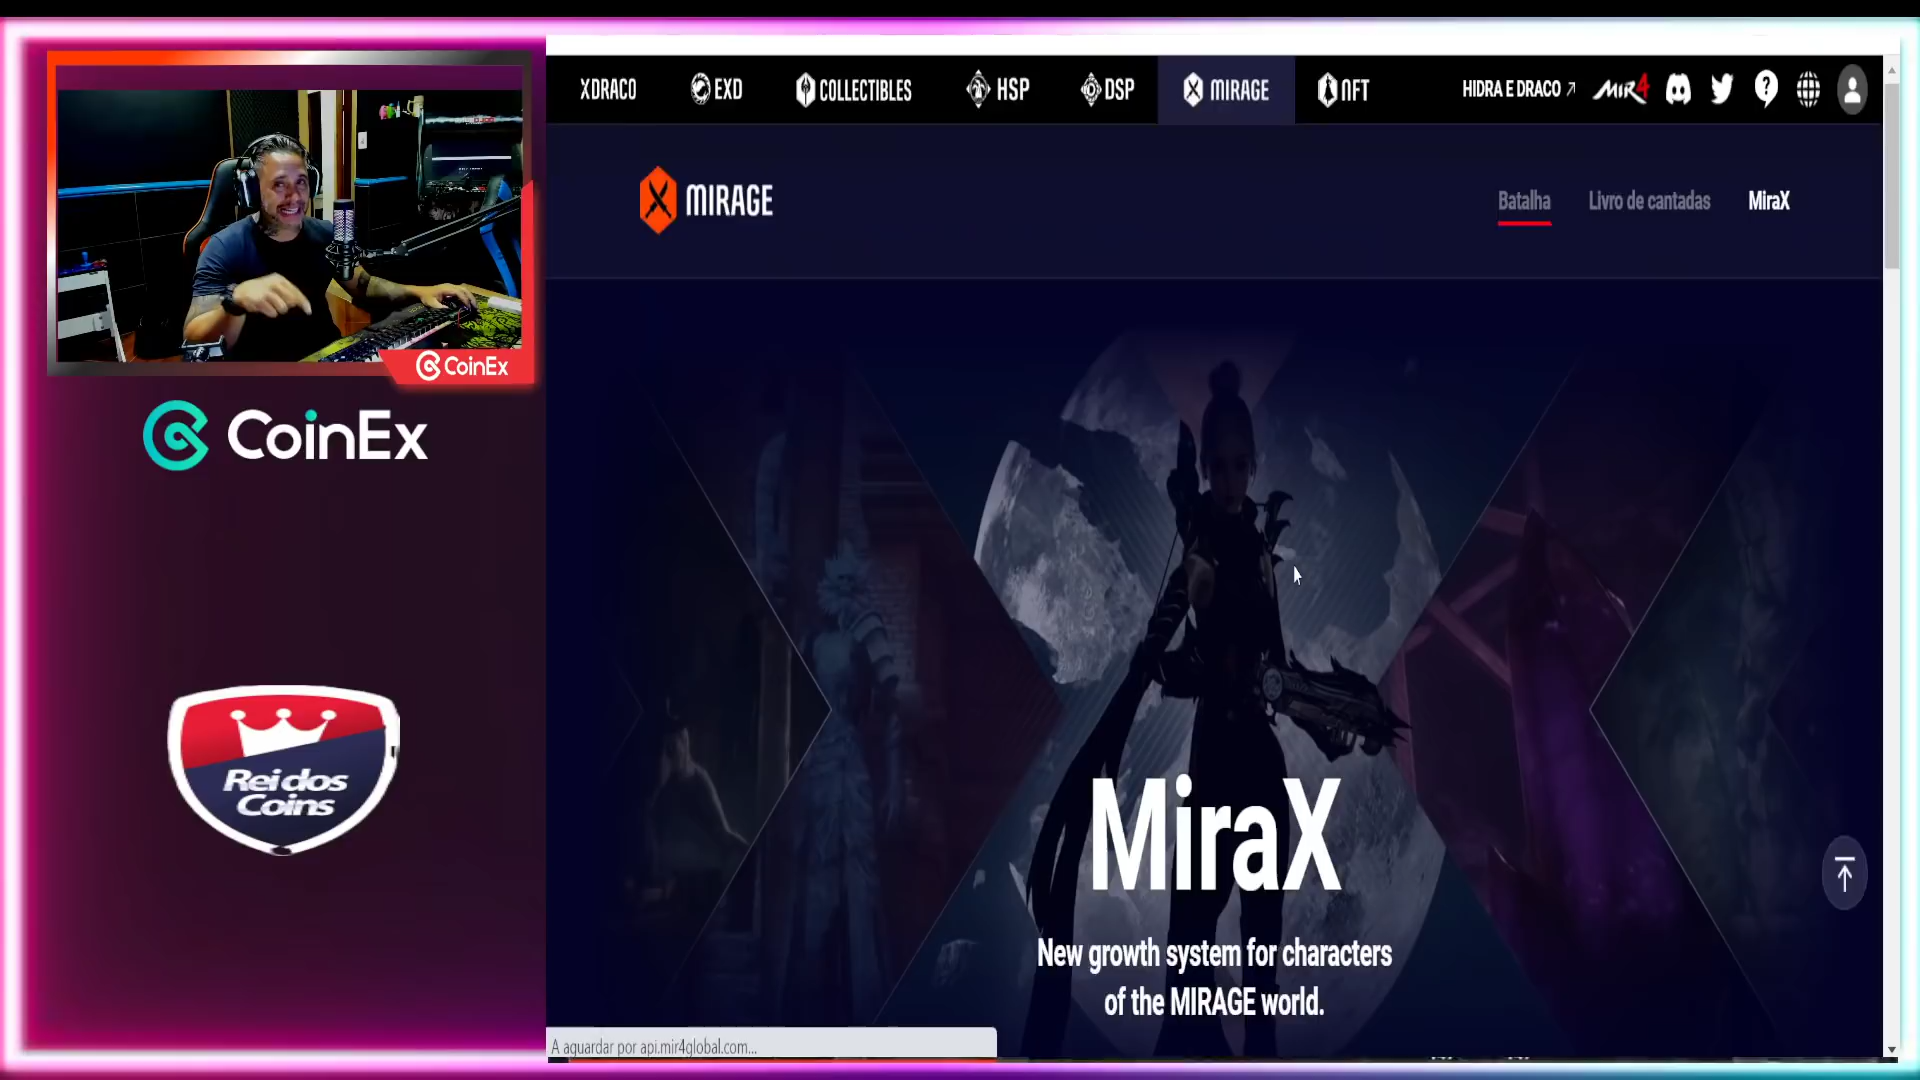 XDRACO EXD COLLECTIBLES HSP DSP MIRAGE NFT HIDRA E DRACO MIR4
MIRAGE
Batalha Livro de cantadas MiraX
CoinEx
CoinEx
Rei dos
Coins
MiraX
New growth system for characters
of the MIRAGE world.
A aguardar por api.mir4global.com...